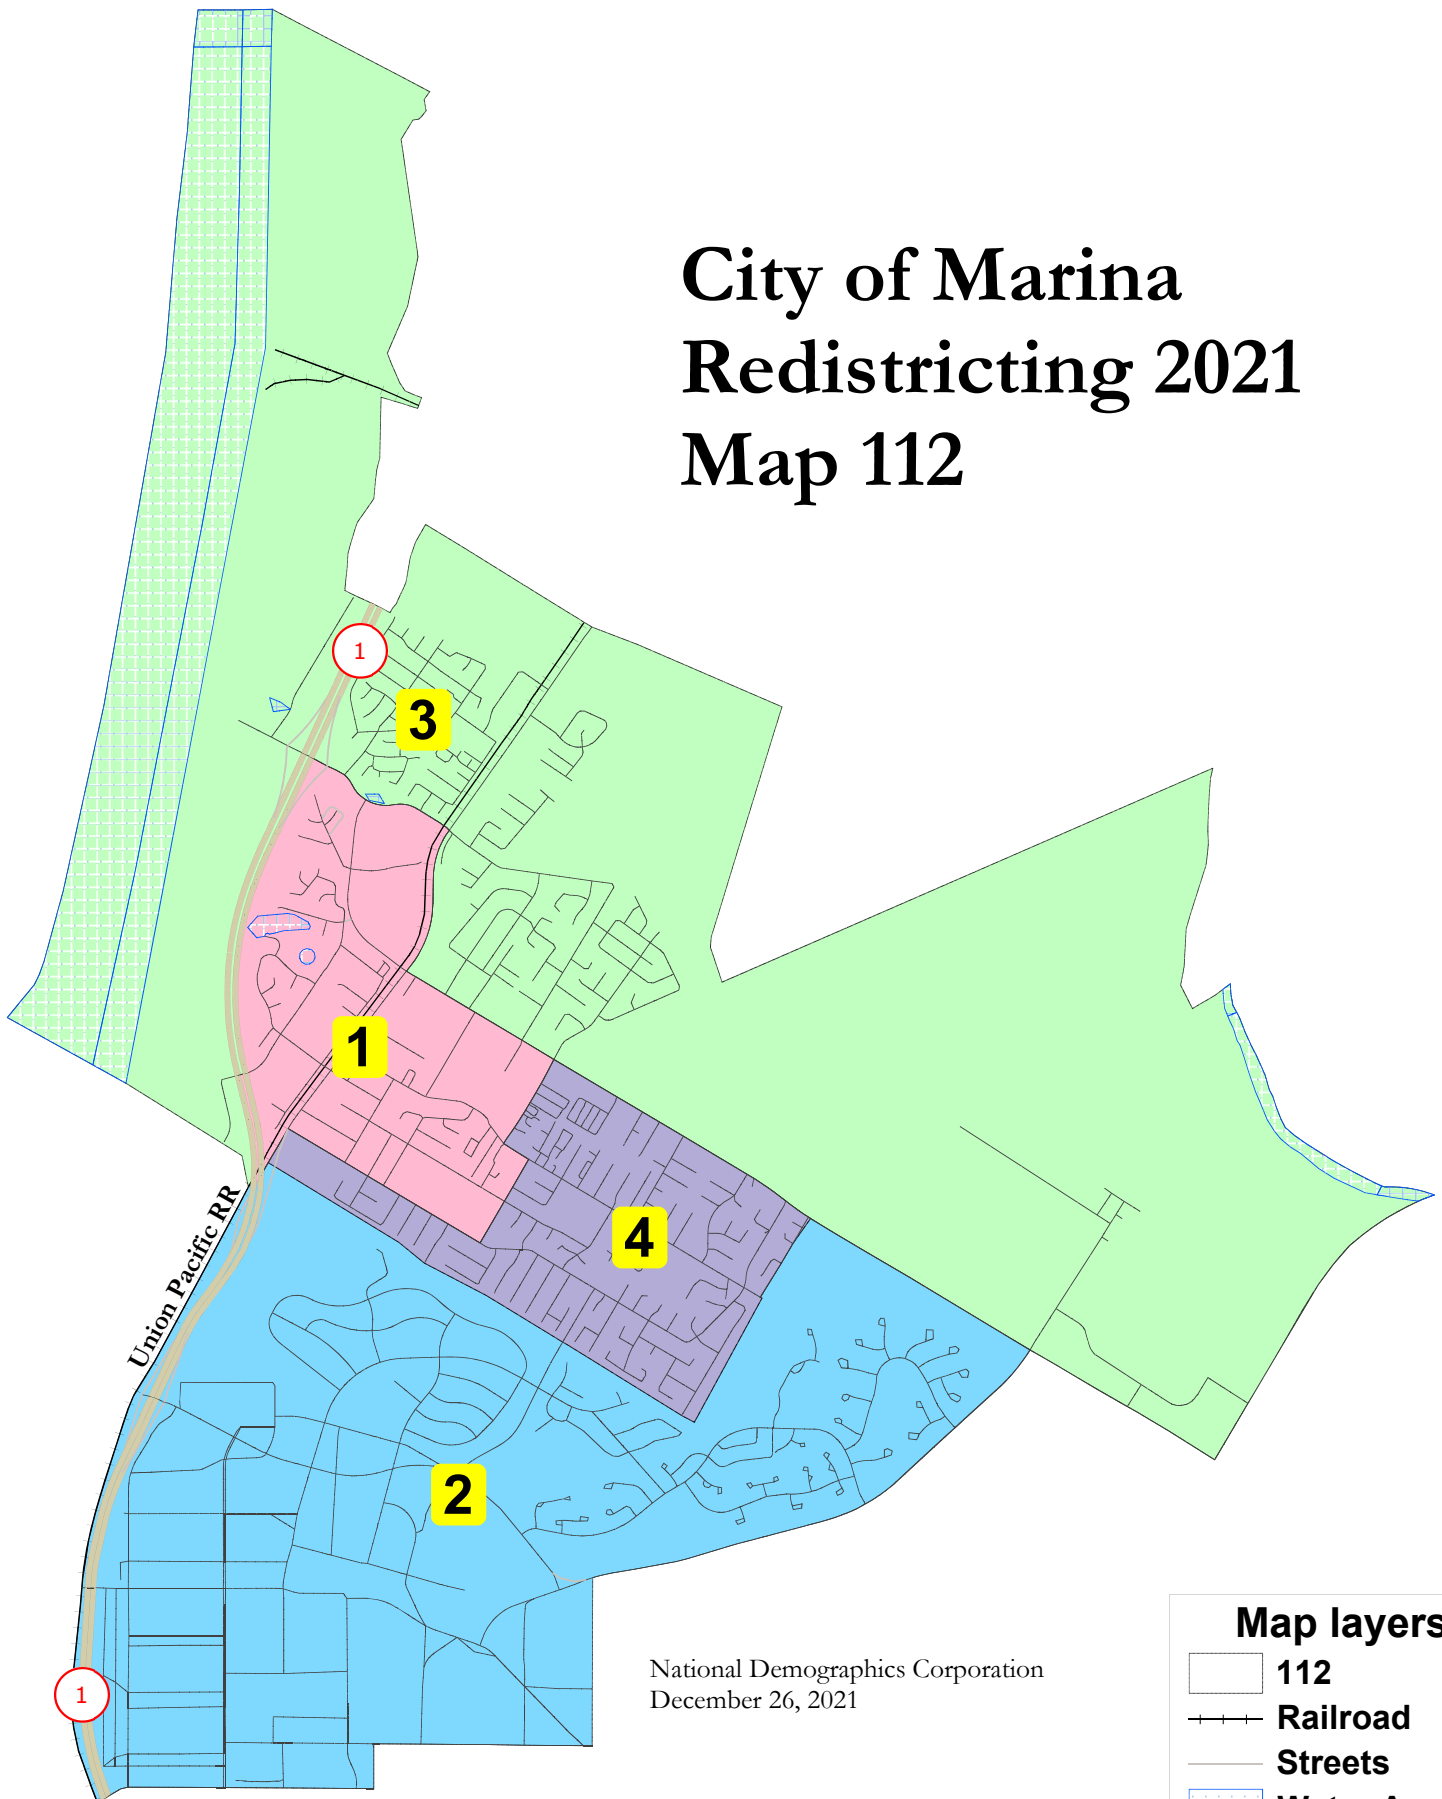 City of Marina
Redistricting 2021
Map 112
1
3
1
4
Union Pacific RR
2
1
National Demographics Corporation
December 26, 2021
Map layers
112
Railroad
Streets